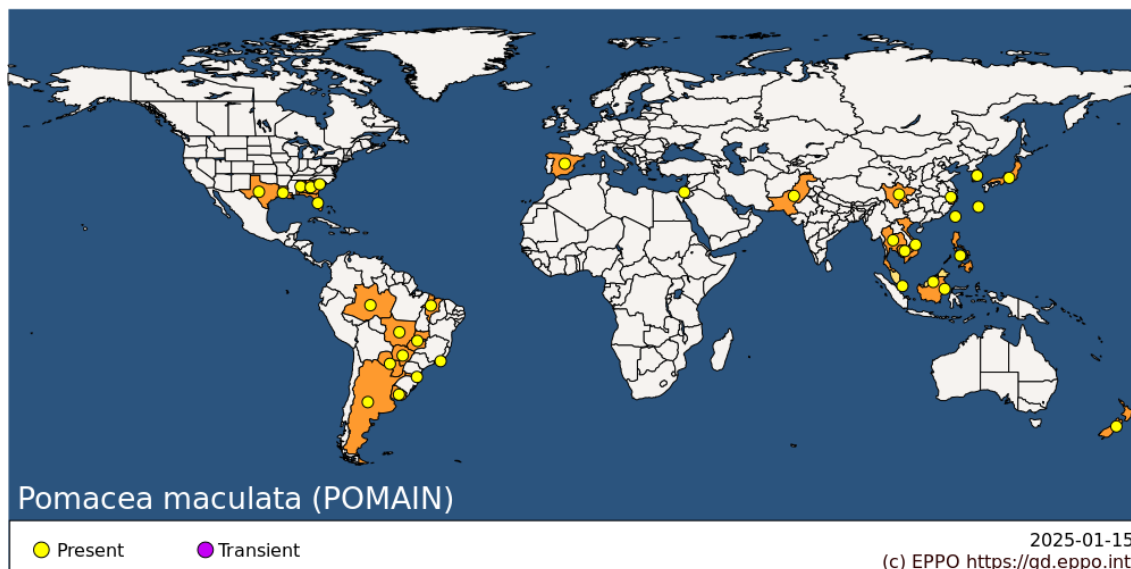 Pomacea maculata (POMAIN)
Present
Transient
2025-01-15
(c) EPPO https://gd.eppo.int